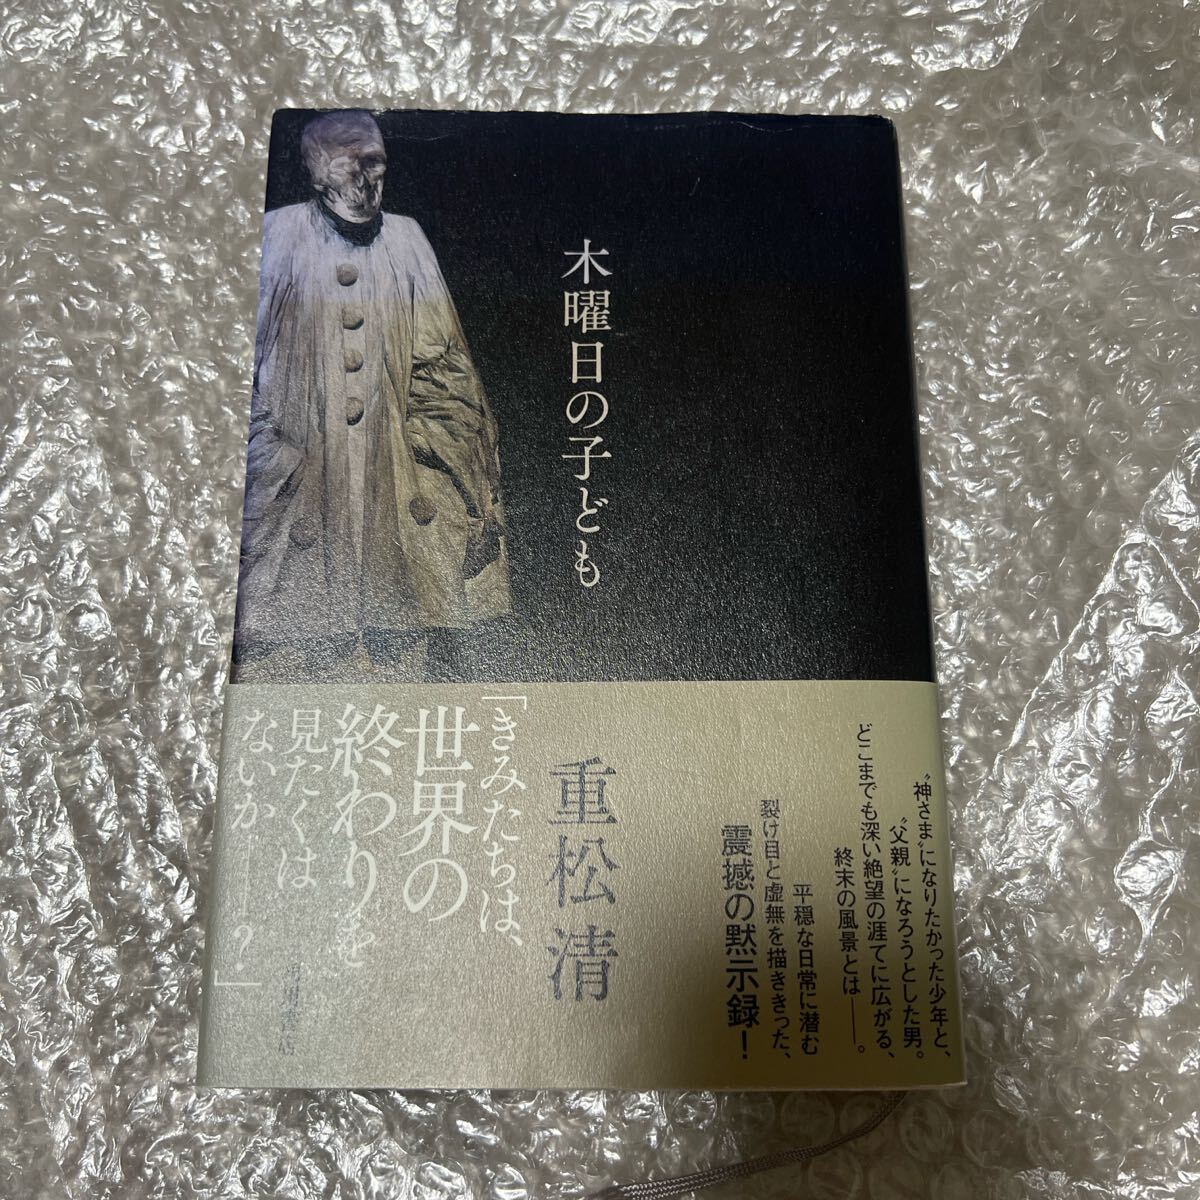 木曜日の子ども
重松 清
〝神さま〟になりたかった少年と、
〝父親〟になろうとした男。
どこまでも深い絶望の涯てに広がる、
終末の風景とは──。
平穏な日常に潜む
裂け目と虚無を描ききった、
震撼の黙示録!
「きみたちは、
世界の
終わりを
見たくは
ないか―?」
角川書店